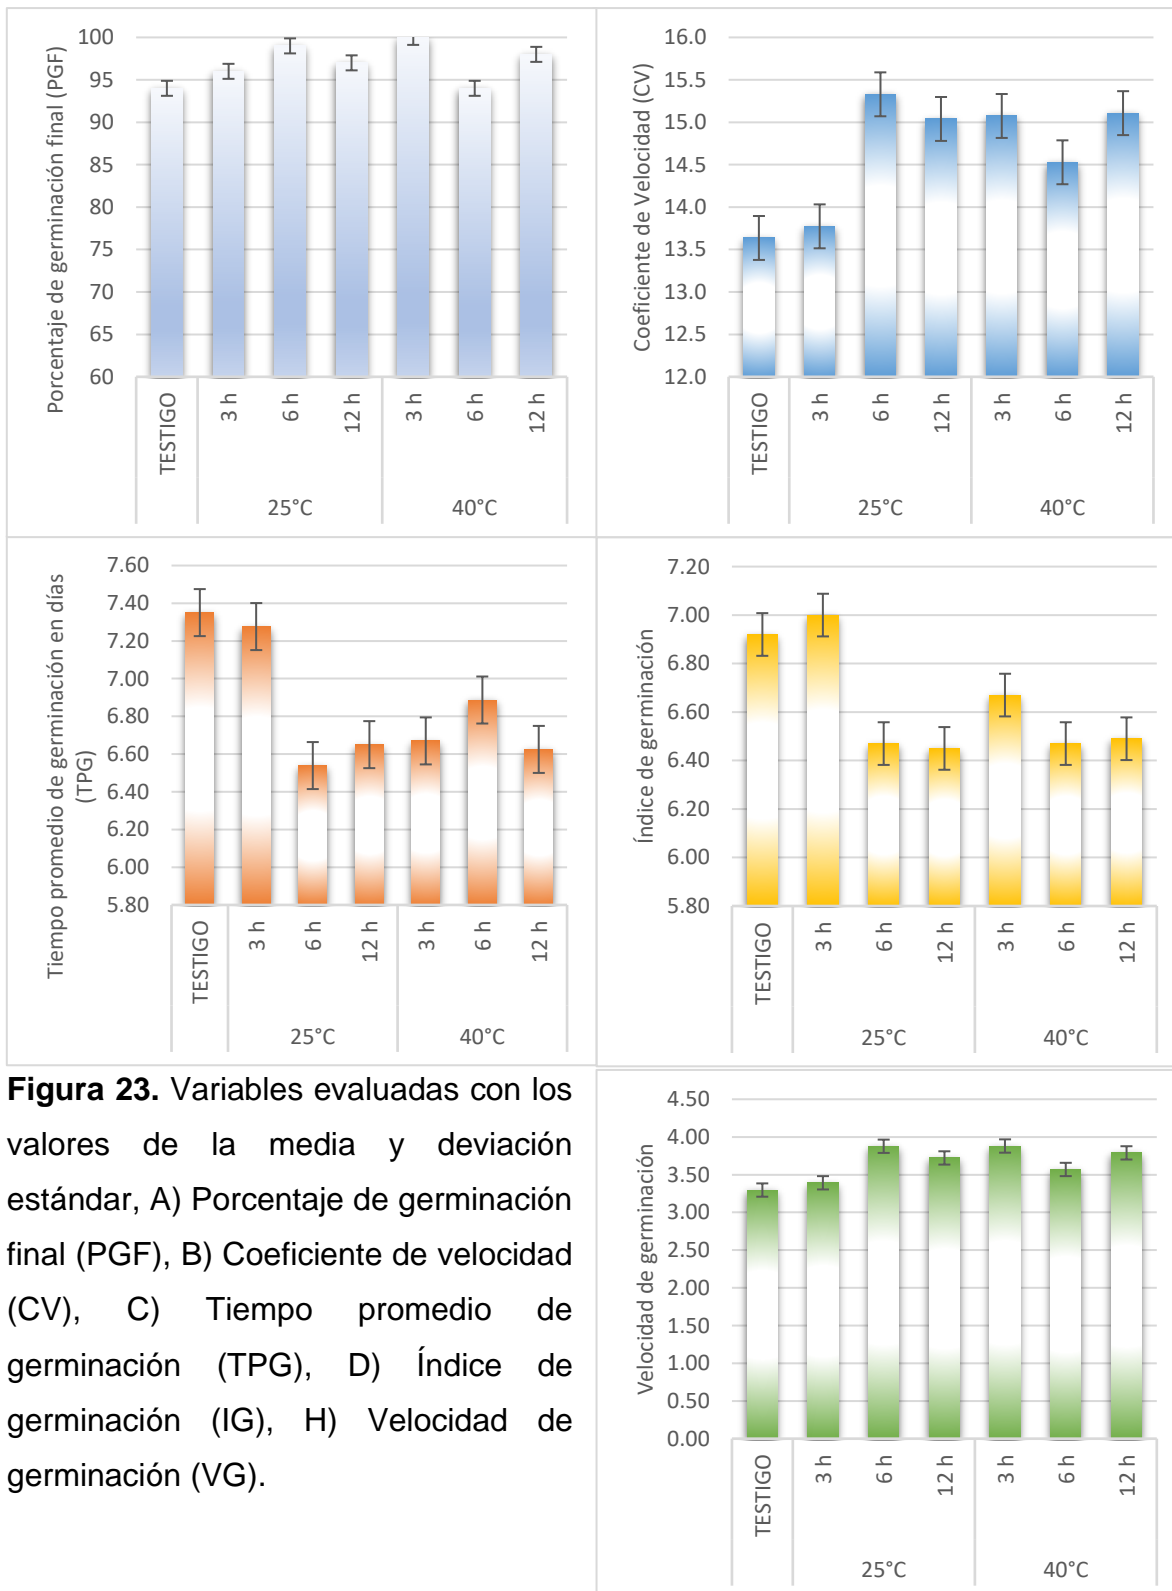 Porcentaje de germinación final (PGF)
100
95
90
85
80
75
70
65
60
TESTIGO
3 h
6 h
12 h
3 h
6 h
12 h
25°C
40°C
Coeficiente de Velocidad (CV)
16.0
15.5
15.0
14.5
14.0
13.5
13.0
12.5
12.0
TESTIGO
3 h
6 h
12 h
3 h
6 h
12 h
25°C
40°C
Tiempo promedio de germinación en días
(TPG)
7.60
7.40
7.20
7.00
6.80
6.60
6.40
6.20
6.00
5.80
TESTIGO
3 h
6 h
12 h
3 h
6 h
12 h
25°C
40°C
Índice de germinación
7.20
7.00
6.80
6.60
6.40
6.20
6.00
5.80
TESTIGO
3 h
6 h
12 h
3 h
6 h
12 h
25°C
40°C
Figura 23. Variables evaluadas con los
valores de la media y deviación
estándar, A) Porcentaje de germinación
final (PGF), B) Coeficiente de velocidad
(CV), C) Tiempo promedio de
germinación (TPG), D) Índice de
germinación (IG), H) Velocidad de
germinación (VG).
Velocidad de germinación
4.50
4.00
3.50
3.00
2.50
2.00
1.50
1.00
0.50
0.00
TESTIGO
3 h
6 h
12 h
3 h
6 h
12 h
25°C
40°C